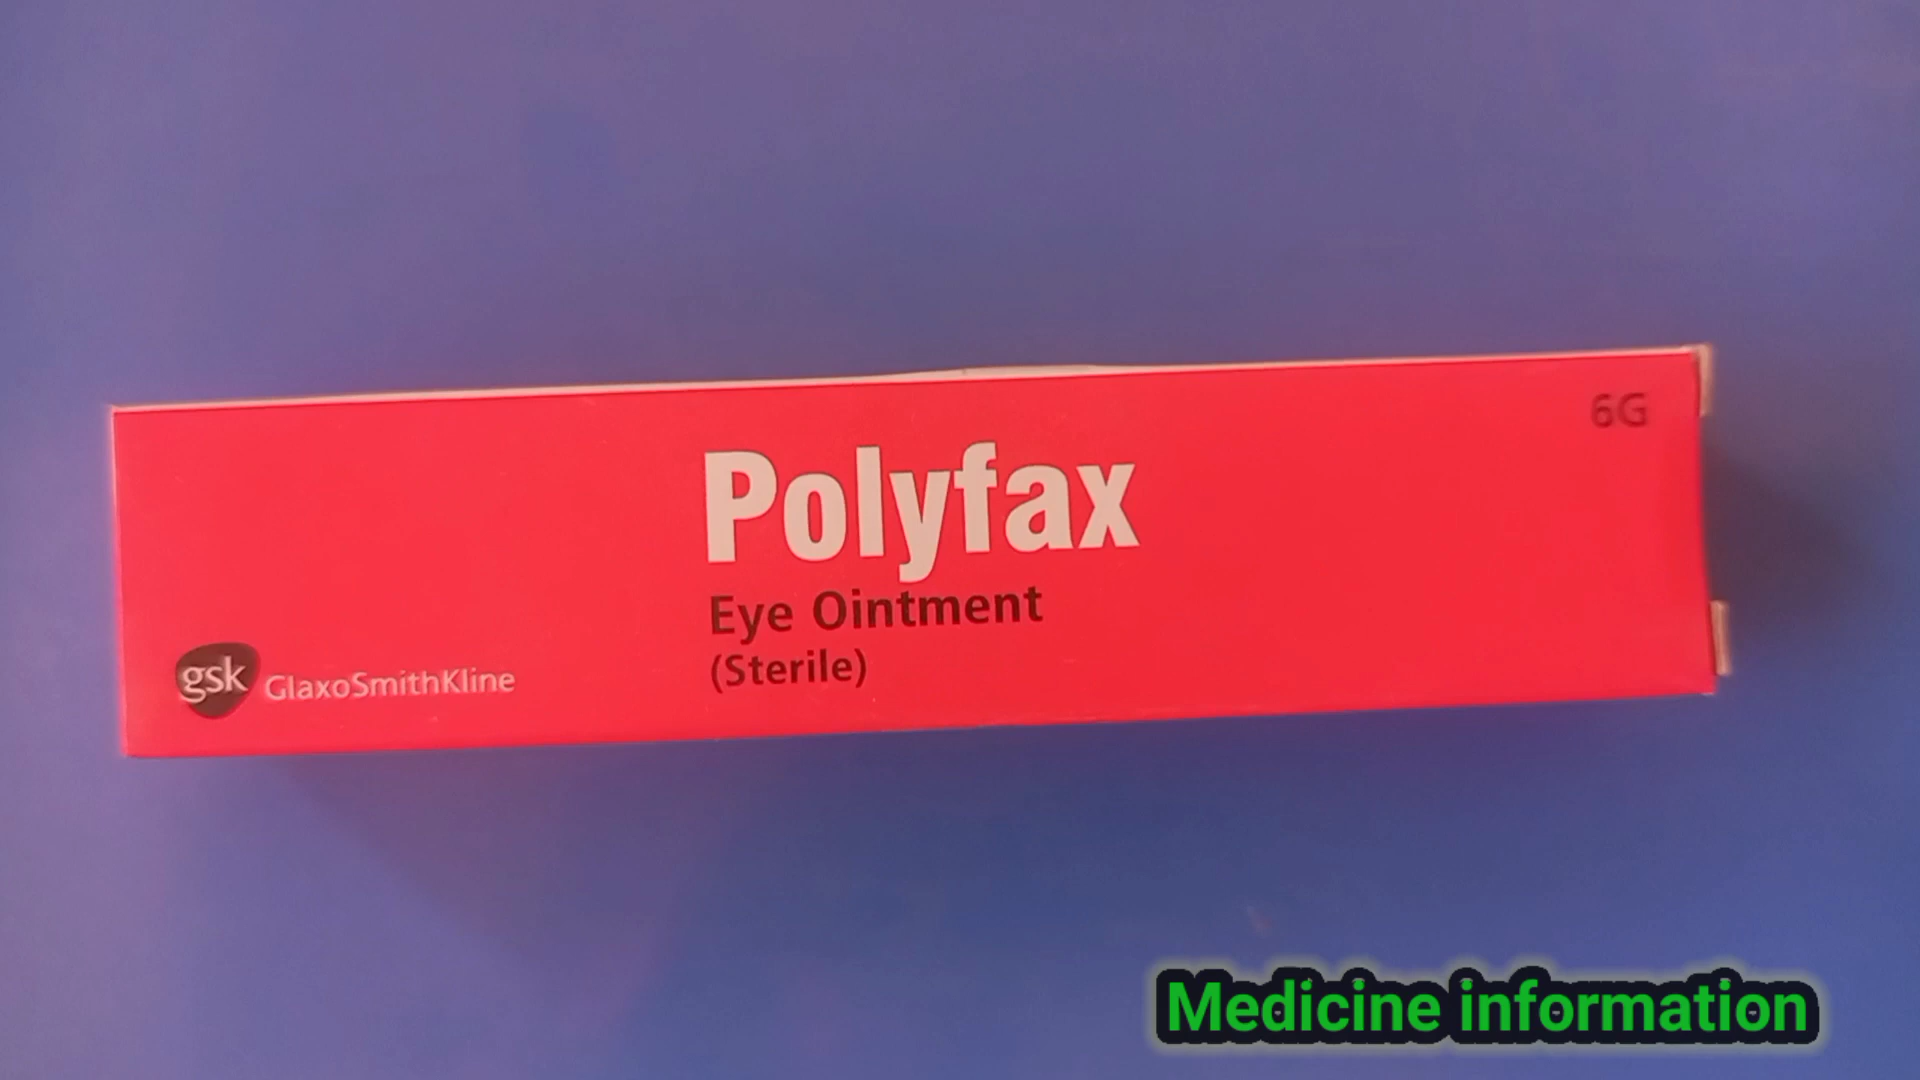 6G
Polyfax
Eye Ointment
(Sterile)
gsk GlaxoSmithKline
Medicine information